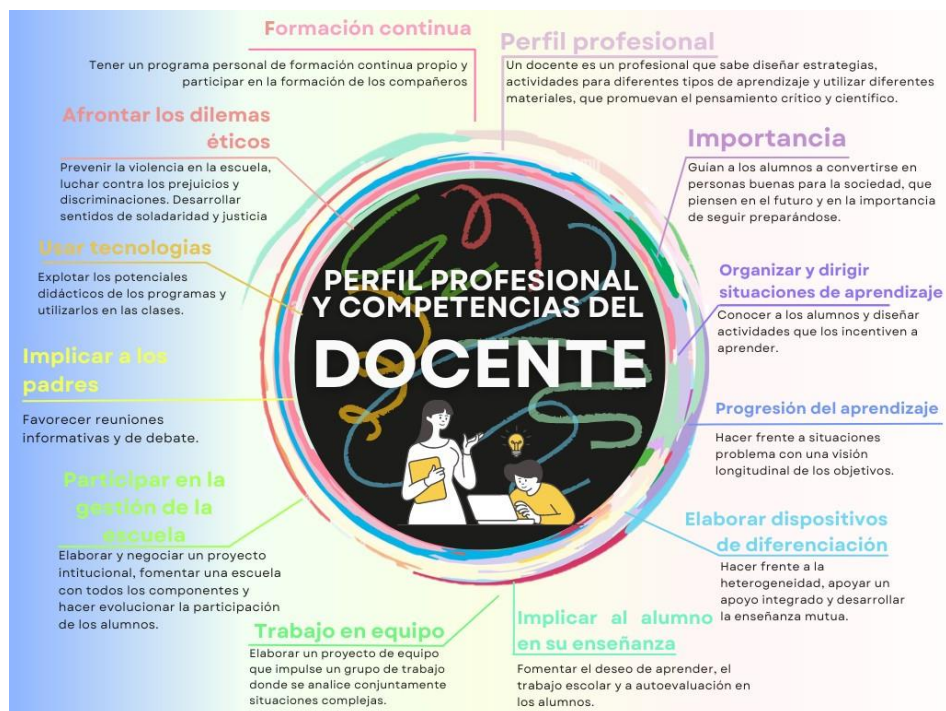 Formación continua
Tener un programa personal de formación continua propio y
participar en la formación de los compañeros
Perfil profesional
Un docente es un profesional que sabe diseñar estrategias,
actividades para diferentes tipos de aprendizaje y utilizar diferentes
materiales, que promuevan el pensamiento critico y científico.
Afrontar los dilemas
éticos
Prevenir la violencia en la escuela,
luchar contra los prejuicios y
discriminaciones. Desarrollar
sentidos de soladaridad y justicia
Importancia
Guian a los alumnos a convertirse en
personas buenas para la sociedad, que
piensen en el futuro y en la importancia
de seguir preparándose.
Usar tecnologias
Explotar los potenciales
didácticos de los programas y
utilizarlos en las clases.
Organizar y dirigir
situaciones de aprendizaje
Conocer a los alumnos y diseñar
actividades que los incentiven a
aprender.
PERFIL PROFESIONAL
Y COMPETENCIAS DEL
DOCENTE
Implicar a los
padres
Favorecer reuniones
informativas y de debate.
Progresión del aprendizaje
Hacer frente a situaciones
problema con una visión
longitudinal de los objetivos.
Participar en la
gestión de la
escuela
Elaborar y negociar un proyecto
intitucional, fomentar una escuela
con todos los componentes y
hacer evolucionar la participación
de los alumnos.
Elaborar dispositivos
de diferenciación
Hacer frente a la
heterogeneidad, apoyar un
apoyo integrado y desarrollar
la enseñanza mutua.
Trabajo en equipo
Elaborar un proyecto de equipo
que impulse un grupo de trabajo
donde se analice conjuntamente
situaciones complejas.
Implicar al alumno
en su enseñanza
Fomentar el deseo de aprender, el
trabajo escolar y a autoevaluación en
los alumnos.